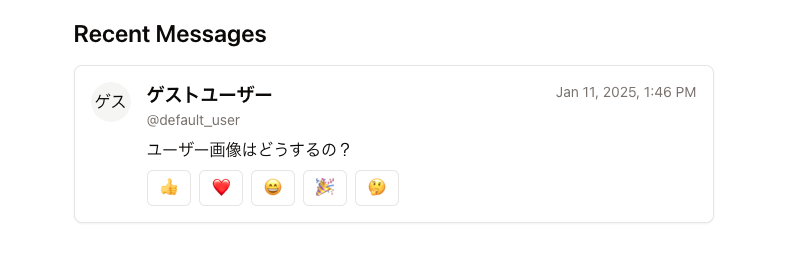 Recent Messages
ゲス
ゲストユーザー
Jan 11, 2025, 1:46 PM
@default_user
ユーザー画像はどうするの？
👍 ❤️ 😄 🎉 🤔